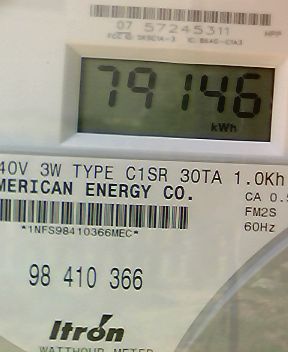 07 57245311
79146
kWh
40V 3W TYPE C1SR 30TA 1.0Kh
MERICAN ENERGY CO.
CA 0.5
FM2S
60Hz
*1NFS98410366MEC*
98 410 366
Itron
WATTHOUR METER